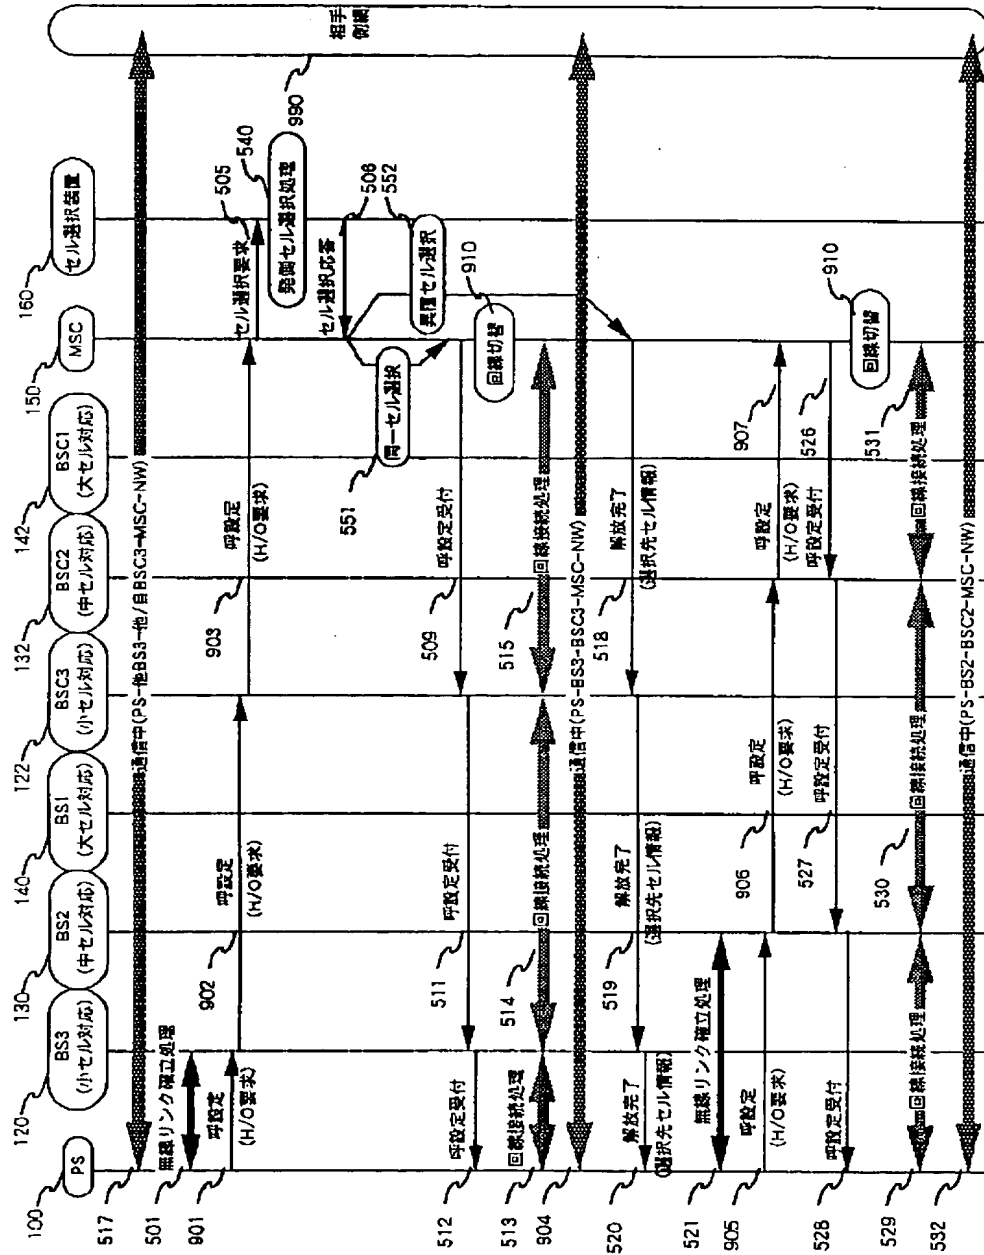 100
PS
120
BS3
(小セル対応)
130
BS2
(中セル対応)
140
BS1
(大セル対応)
122
BSC3
(小セル対応)
132
BSC2
(中セル対応)
142
BSC1
(大セル対応)
150
MSC
160
セル選択装置
相手
側網
990
517
通信中(PS-他BS3-他/自BSC3-MSC-NW)
501
無線リンク確立処理
901
呼設定
(H/O要求)
902
呼設定
(H/O要求)
903
呼設定
(H/O要求)
505
セル選択要求
540
発側セル選択処理
506
セル選択応答
552
異置セル選択
551
同一セル選択
910
回線切替
509
呼設定受付
511
呼設定受付
512
呼設定受付
513
回線接続処理
514
回線接続処理
515
回線接続処理
904
通信中(PS-BS3-BSC3-MSC-NW)
518
解放完了
(選択先セル情報)
519
解放完了
(選択先セル情報)
520
解放完了
(選択先セル情報)
521
無線リンク確立処理
905
呼設定
(H/O要求)
906
呼設定
(H/O要求)
907
呼設定
(H/O要求)
526
呼設定受付
910
回線切替
527
呼設定受付
528
呼設定受付
529
回線接続処理
530
回線接続処理
531
回線接続処理
532
通信中(PS-BS2-BSC2-MSC-NW)